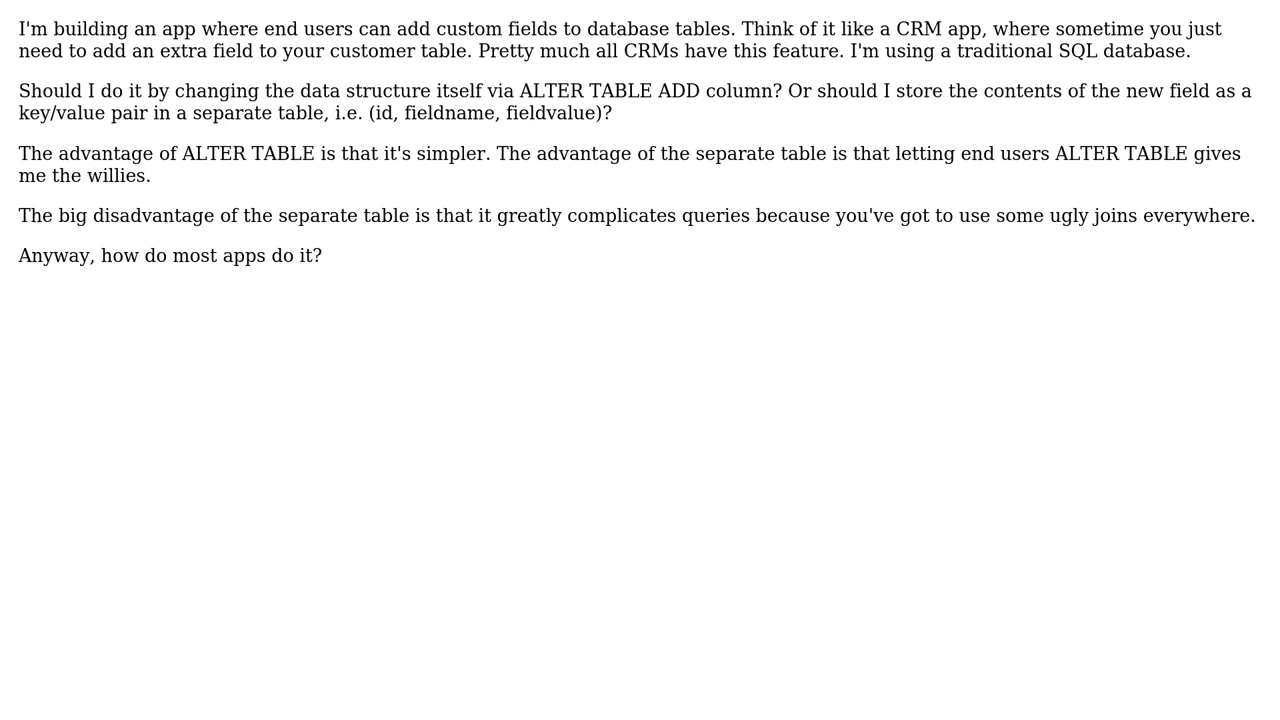 I'm building an app where end users can add custom fields to database tables. Think of it like a CRM app, where sometime you just
need to add an extra field to your customer table. Pretty much all CRMs have this feature. I'm using a traditional SQL database.
Should I do it by changing the data structure itself via ALTER TABLE ADD column? Or should I store the contents of the new field as a
key/value pair in a separate table, i.e. (id, fieldname, fieldvalue)?
The advantage of ALTER TABLE is that it's simpler. The advantage of the separate table is that letting end users ALTER TABLE gives
me the willies.
The big disadvantage of the separate table is that it greatly complicates queries because you've got to use some ugly joins everywhere.
Anyway, how do most apps do it?